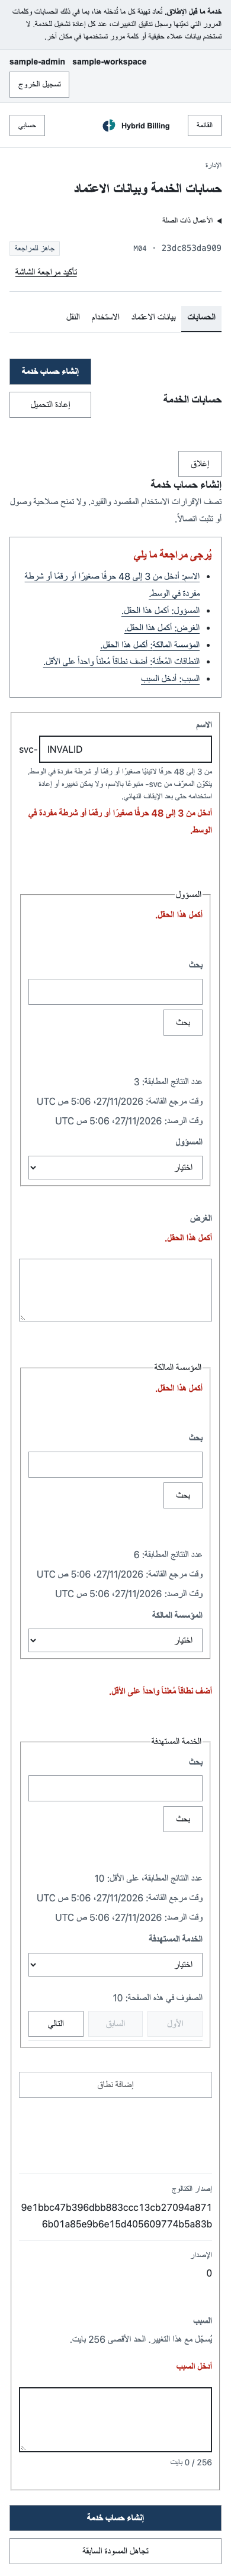 خدمة ما قبل الإطلاق. تُعاد تهيئة كل ما تُدخله هنا، بما في ذلك الحسابات وكلمات
المرور التي تعيّنها وسجل تدقيق التغييرات، عند كل إعادة تشغيل للخدمة. لا
تستخدم بيانات عملاء حقيقية أو كلمة مرور تستخدمها في مكان آخر.
sample-admin sample-workspace
تسجيل الخروج
القائمة
Hybrid Billing
حسابي
الإدارة
حسابات الخدمة وبيانات الاعتماد
الأعمال ذات الصلة
23dc853da909 · M04
جاهز للمراجعة
تأكيد مراجعة الشاشة
الحسابات
بيانات الاعتماد
الاستخدام
النقل
إنشاء حساب خدمة
حسابات الخدمة
إعادة التحميل
إغلاق
إنشاء حساب خدمة
تصف الإقرارات الاستخدام المقصود والقيود. ولا تمنح صلاحية وصول
أو تثبت اتصالاً.
يُرجى مراجعة ما يلي
الاسم: أدخل من 3 إلى 48 حرفًا صغيرًا أو رقمًا أو شرطة
مفردة في الوسط.
المسؤول: أكمل هذا الحقل.
الغرض: أكمل هذا الحقل.
المؤسسة المالكة: أكمل هذا الحقل.
النطاقات المُعلَنة: أضف نطاقاً مُعلناً واحداً على الأقل.
السبب: أدخل السبب
الاسم
svc- INVALID
من 3 إلى 48 حرفًا لاتينيًا صغيرًا أو رقمًا أو شرطة مفردة في الوسط.
يتكوّن المعرّف من svc- متبوعًا بالاسم، ولا يمكن تغييره أو إعادة
استخدامه حتى بعد الإيقاف النهائي.
أدخل من 3 إلى 48 حرفًا صغيرًا أو رقمًا أو شرطة مفردة في
الوسط.
المسؤول
أكمل هذا الحقل.
بحث
بحث
عدد النتائج المطابقة: 3
وقت مرجع القائمة: 27/11/2026، 5:06 ص UTC
وقت الرصد: 27/11/2026، 5:06 ص UTC
المسؤول
اختيار
الغرض
أكمل هذا الحقل.
المؤسسة المالكة
أكمل هذا الحقل.
بحث
بحث
عدد النتائج المطابقة: 6
وقت مرجع القائمة: 27/11/2026، 5:06 ص UTC
وقت الرصد: 27/11/2026، 5:06 ص UTC
المؤسسة المالكة
اختيار
أضف نطاقاً مُعلناً واحداً على الأقل.
الخدمة المستهدفة
بحث
بحث
عدد النتائج المطابقة، على الأقل: 10
وقت مرجع القائمة: 27/11/2026، 5:06 ص UTC
وقت الرصد: 27/11/2026، 5:06 ص UTC
الخدمة المستهدفة
اختيار
الصفوف في هذه الصفحة: 10
الأول
السابق
التالي
إضافة نطاق
إصدار الكتالوج
9e1bbc47b396dbb883ccc13cb27094a871
6b01a85e9b6e15d405609774b5a83b
الإصدار
0
السبب
يُسجَّل مع هذا التغيير. الحد الأقصى 256 بايت.
أدخل السبب
256 / 0 بايت
إنشاء حساب خدمة
تجاهل المسودة السابقة